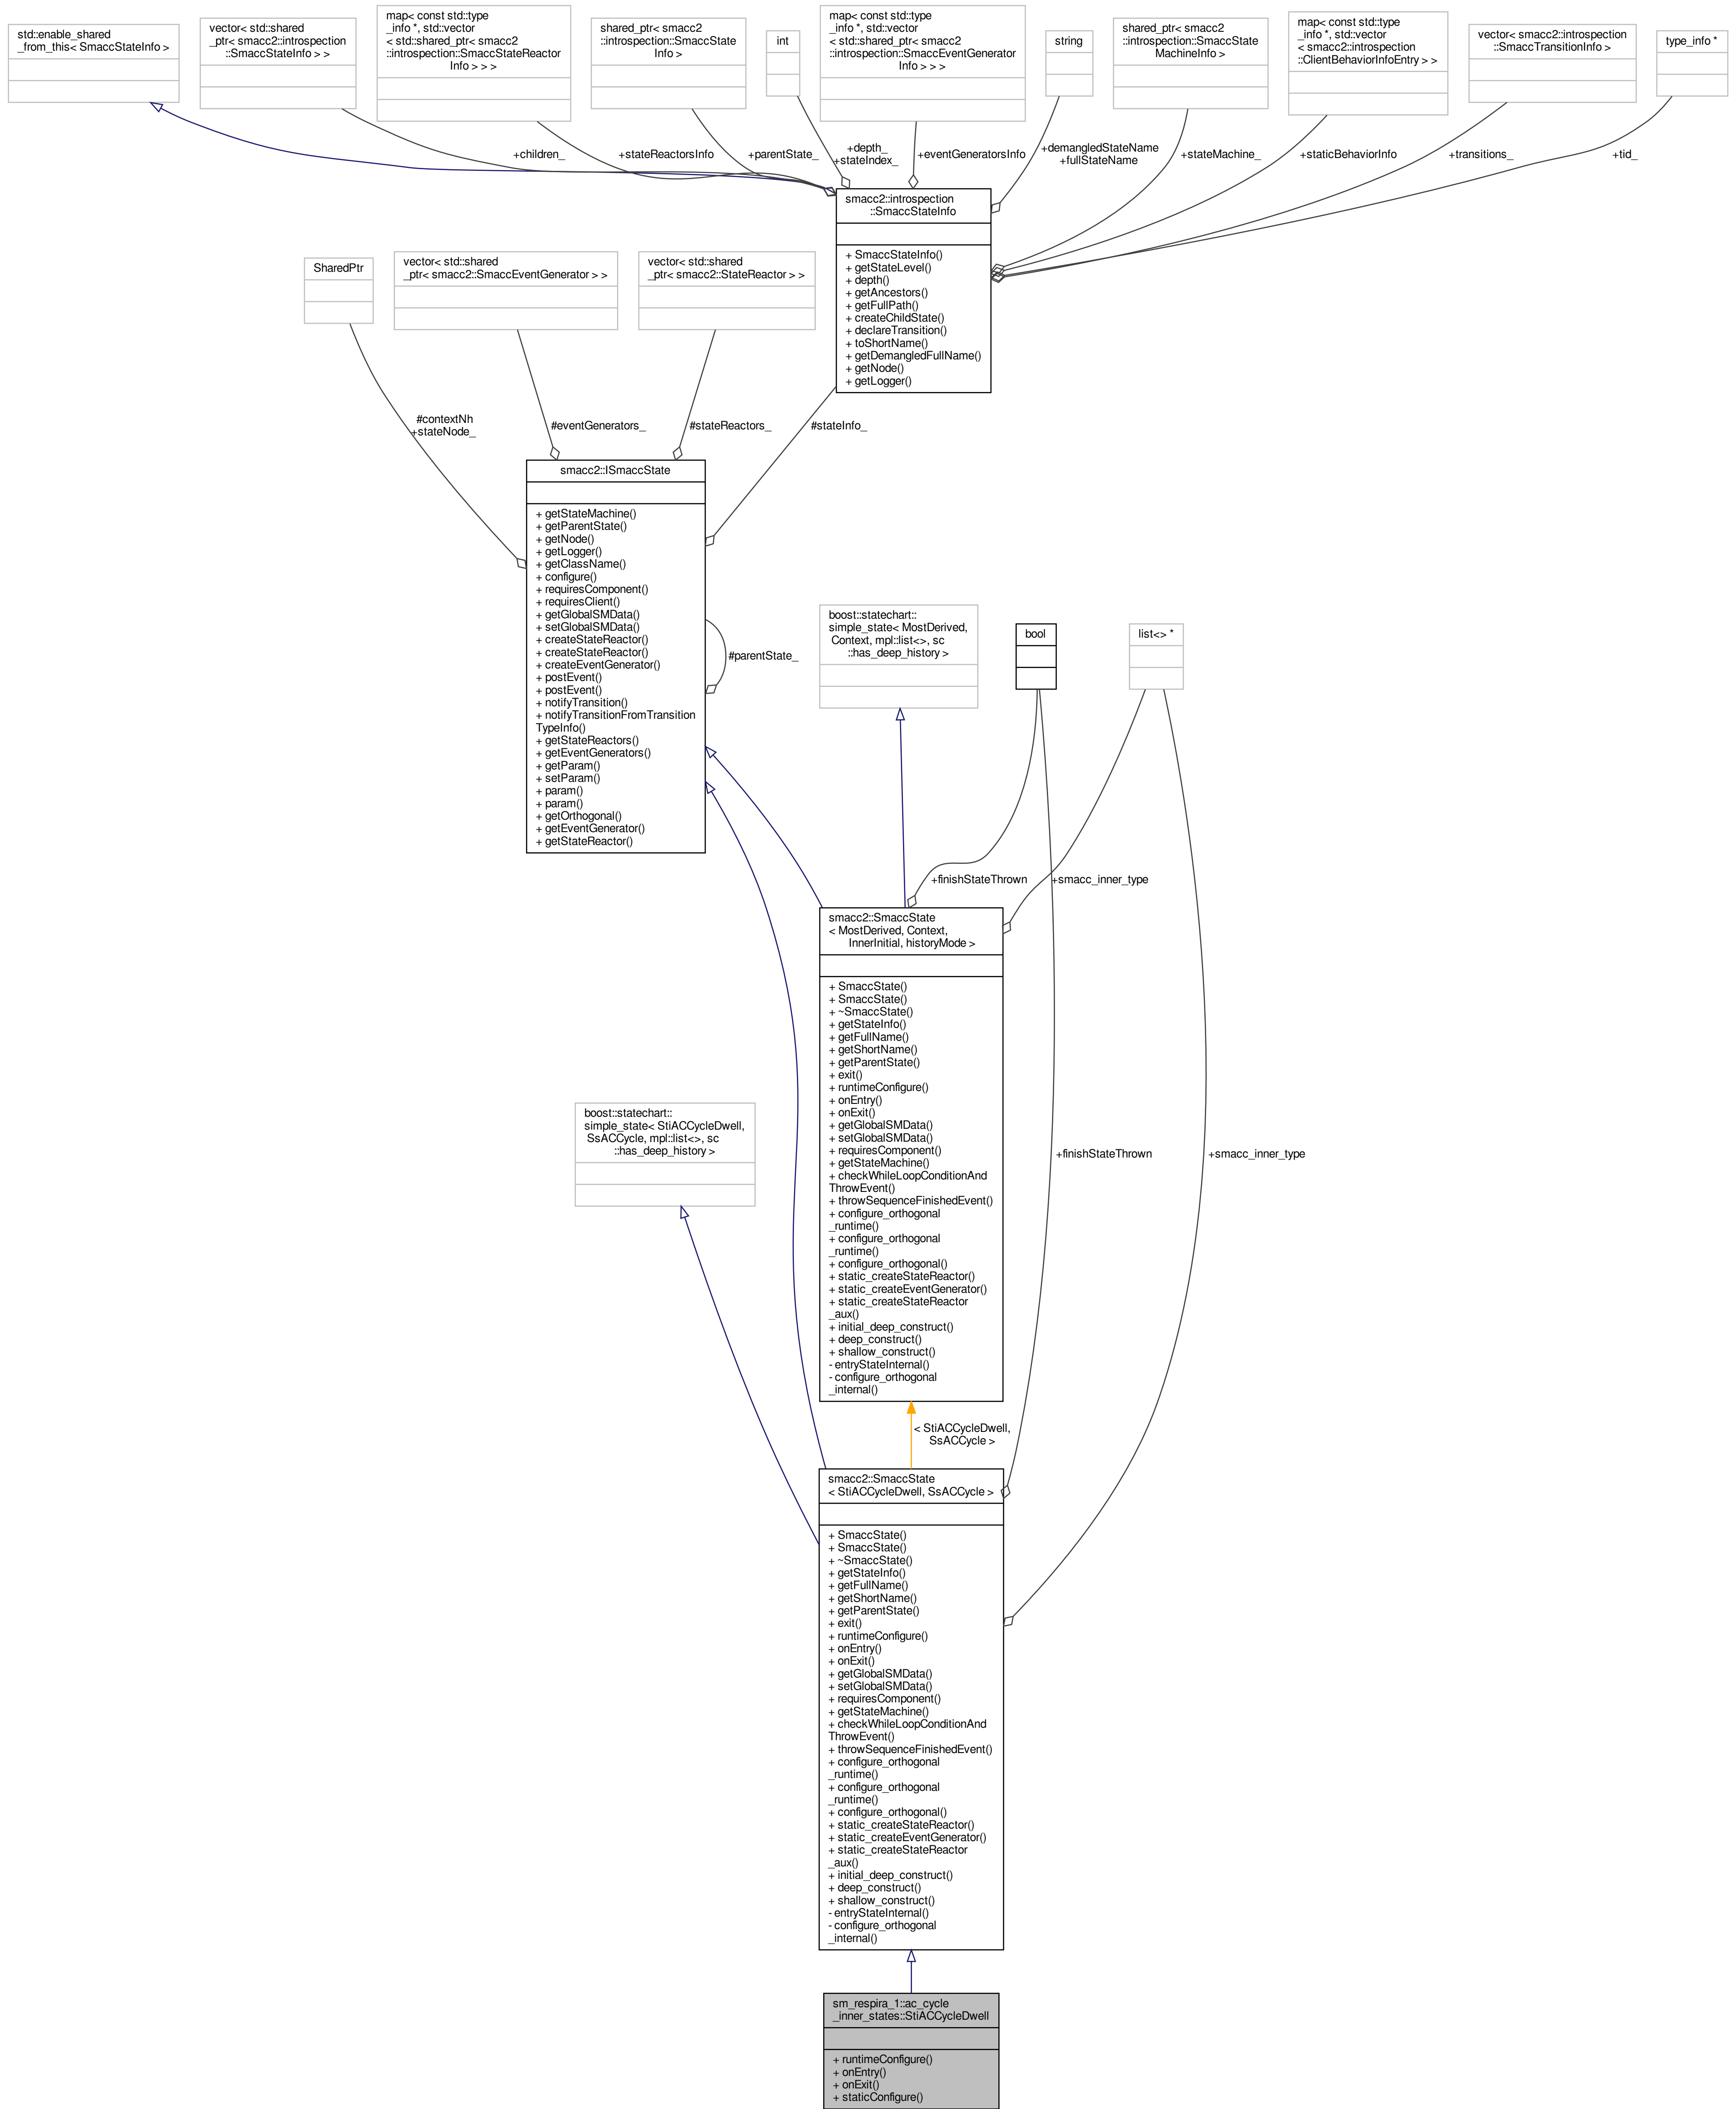 std::enable_shared
_from_this< SmaccStateInfo >
vector< std::shared
_ptr< smacc2::introspection
::SmaccStateInfo > >
map< const std::type
_info *, std::vector
< std::shared_ptr< smacc2
::introspection::SmaccStateReactor
Info > > >
shared_ptr< smacc2
::introspection::SmaccState
Info >
int
map< const std::type
_info *, std::vector
< std::shared_ptr< smacc2
::introspection::SmaccEventGenerator
Info > > >
string
shared_ptr< smacc2
::introspection::SmaccState
MachineInfo >
map< const std::type
_info *, std::vector
< smacc2::introspection
::ClientBehaviorInfoEntry > >
vector< smacc2::introspection
::SmaccTransitionInfo >
type_info *
+children_
+stateReactorsInfo
+parentState_
+depth_
+stateIndex_
+eventGeneratorsInfo
+demangledStateName
+fullStateName
+stateMachine_
+staticBehaviorInfo
+transitions_
+tid_
smacc2::introspection
::SmaccStateInfo
+ SmaccStateInfo()
+ getStateLevel()
+ depth()
+ getAncestors()
+ getFullPath()
+ createChildState()
+ declareTransition()
+ toShortName()
+ getDemangledFullName()
+ getNode()
+ getLogger()
SharedPtr
vector< std::shared
_ptr< smacc2::SmaccEventGenerator > >
vector< std::shared
_ptr< smacc2::StateReactor > >
#contextNh
+stateNode_
#eventGenerators_
#stateReactors_
#stateInfo_
smacc2::ISmaccState
+ getStateMachine()
+ getParentState()
+ getNode()
+ getLogger()
+ getClassName()
+ configure()
+ requiresComponent()
+ requiresClient()
+ getGlobalSMData()
+ setGlobalSMData()
+ createStateReactor()
+ createStateReactor()
+ createEventGenerator()
+ postEvent()
+ postEvent()
+ notifyTransition()
+ notifyTransitionFromTransition
TypeInfo()
+ getStateReactors()
+ getEventGenerators()
+ getParam()
+ setParam()
+ param()
+ param()
+ getOrthogonal()
+ getEventGenerator()
+ getStateReactor()
#parentState_
boost::statechart::
simple_state< MostDerived,
Context, mpl::list<>, sc
::has_deep_history >
bool
list<> *
+finishStateThrown
+smacc_inner_type
smacc2::SmaccState
< MostDerived, Context,
InnerInitial, historyMode >
+ SmaccState()
+ SmaccState()
+ ~SmaccState()
+ getStateInfo()
+ getFullName()
+ getShortName()
+ getParentState()
+ exit()
+ runtimeConfigure()
+ onEntry()
+ onExit()
+ getGlobalSMData()
+ setGlobalSMData()
+ requiresComponent()
+ getStateMachine()
+ checkWhileLoopConditionAnd
ThrowEvent()
+ throwSequenceFinishedEvent()
+ configure_orthogonal
_runtime()
+ configure_orthogonal
_runtime()
+ configure_orthogonal()
+ static_createStateReactor()
+ static_createEventGenerator()
+ static_createStateReactor
_aux()
+ initial_deep_construct()
+ deep_construct()
+ shallow_construct()
- entryStateInternal()
- configure_orthogonal
_internal()
boost::statechart::
simple_state< StiACCycleDwell,
SsACCycle, mpl::list<>, sc
::has_deep_history >
+finishStateThrown
+smacc_inner_type
< StiACCycleDwell,
SsACCycle >
smacc2::SmaccState
< StiACCycleDwell, SsACCycle >
+ SmaccState()
+ SmaccState()
+ ~SmaccState()
+ getStateInfo()
+ getFullName()
+ getShortName()
+ getParentState()
+ exit()
+ runtimeConfigure()
+ onEntry()
+ onExit()
+ getGlobalSMData()
+ setGlobalSMData()
+ requiresComponent()
+ getStateMachine()
+ checkWhileLoopConditionAnd
ThrowEvent()
+ throwSequenceFinishedEvent()
+ configure_orthogonal
_runtime()
+ configure_orthogonal
_runtime()
+ configure_orthogonal()
+ static_createStateReactor()
+ static_createEventGenerator()
+ static_createStateReactor
_aux()
+ initial_deep_construct()
+ deep_construct()
+ shallow_construct()
- entryStateInternal()
- configure_orthogonal
_internal()
sm_respira_1::ac_cycle
_inner_states::StiACCycleDwell
+ runtimeConfigure()
+ onEntry()
+ onExit()
+ staticConfigure()